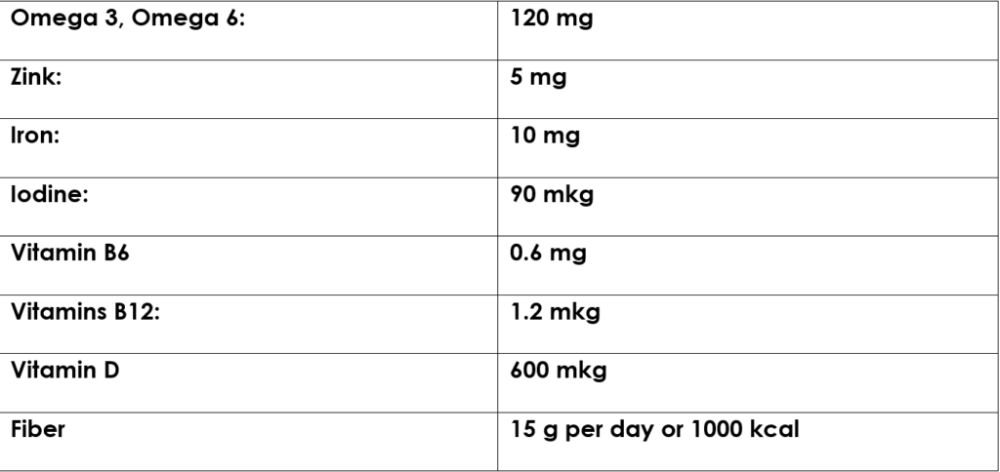 Omega 3, Omega 6: 120 mg
Zink: 5 mg
Iron: 10 mg
Iodine: 90 mkg
Vitamin B6 0.6 mg
Vitamins B12: 1.2 mkg
Vitamin D 600 mkg
Fiber 15 g per day or 1000 kcal